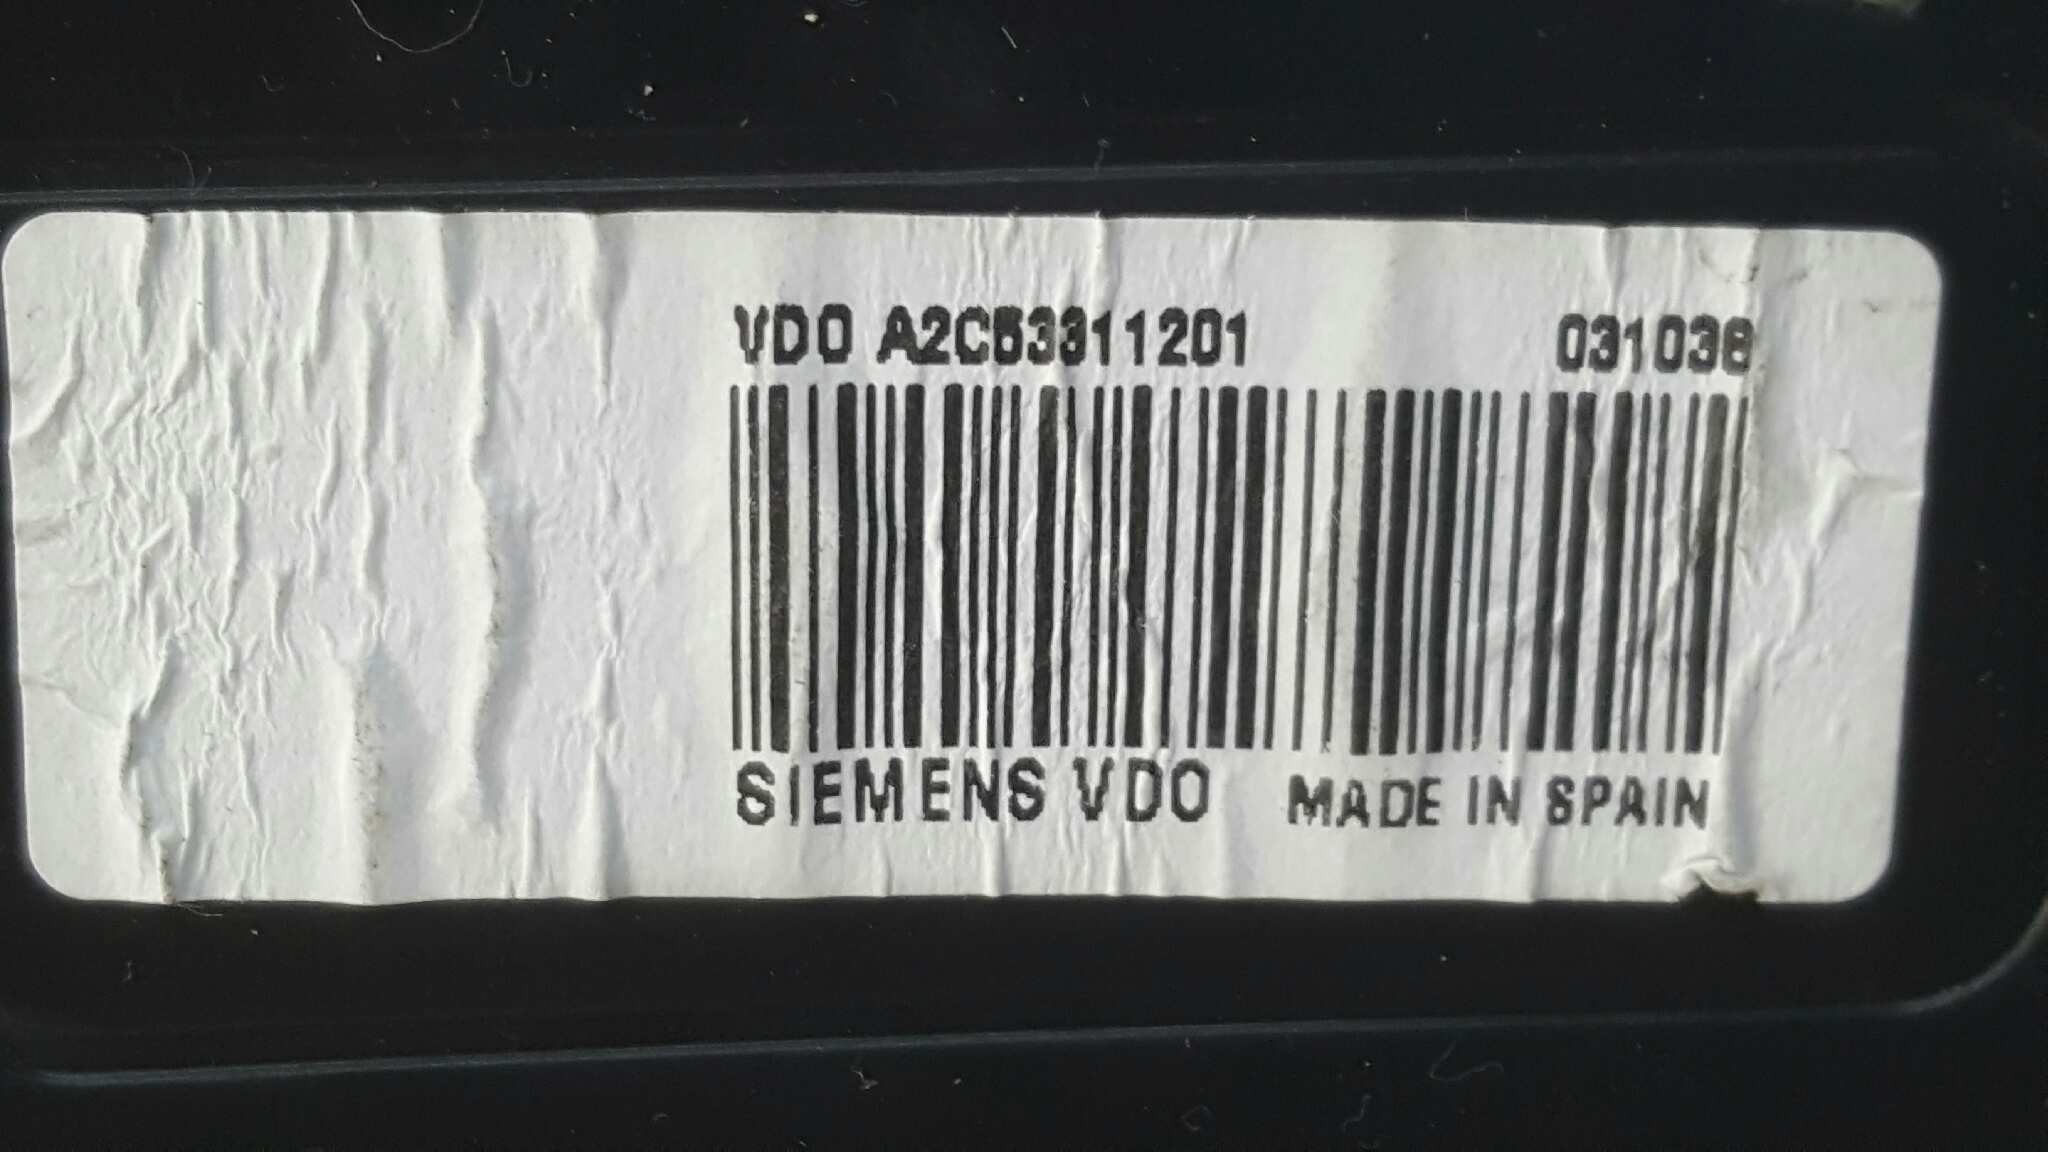 VDO A2C53311201 031038
SIEMENS VDO MADE IN SPAIN